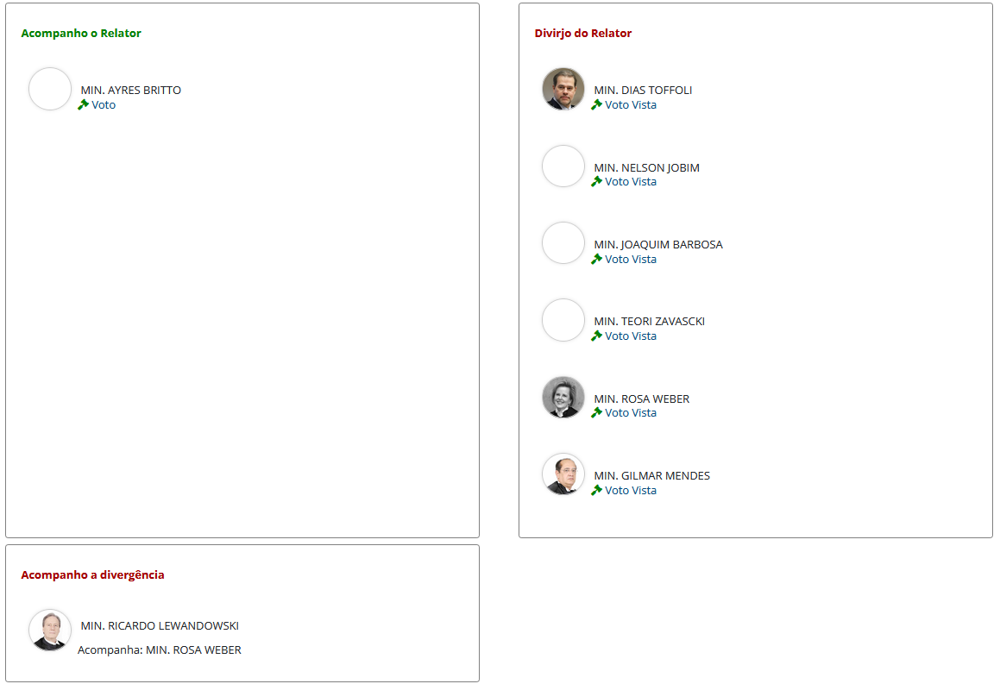 Acompanho o Relator
MIN. AYRES BRITTO
Voto
Divirjo do Relator
MIN. DIAS TOFFOLI
Voto Vista
MIN. NELSON JOBIM
Voto Vista
MIN. JOAQUIM BARBOSA
Voto Vista
MIN. TEORI ZAVASCKI
Voto Vista
MIN. ROSA WEBER
Voto Vista
MIN. GILMAR MENDES
Voto Vista
Acompanho a divergência
MIN. RICARDO LEWANDOWSKI
Acompanha: MIN. ROSA WEBER